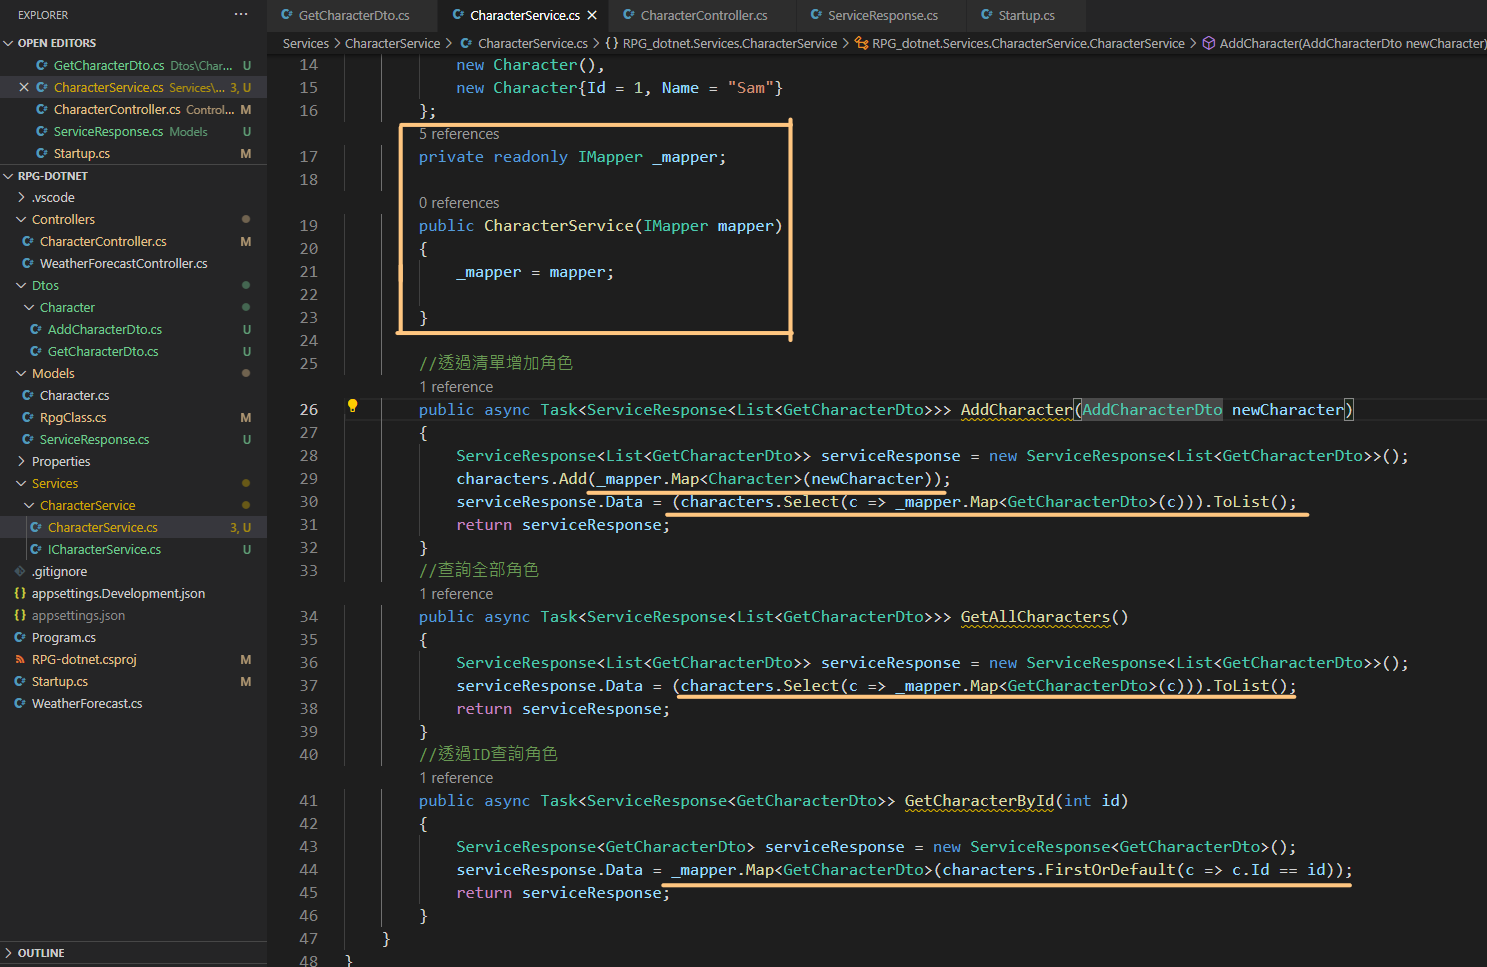 EXPLORER
···
OPEN EDITORS
GetCharacterDto.cs Dtos\Char... U
CharacterService.cs Services\... 3, U
CharacterController.cs Control... M
ServiceResponse.cs Models U
Startup.cs M
RPG-DOTNET
.vscode
Controllers
CharacterController.cs M
WeatherForecastController.cs
Dtos
Character
AddCharacterDto.cs U
GetCharacterDto.cs U
Models
Character.cs
RpgClass.cs M
ServiceResponse.cs U
Properties
Services
CharacterService
CharacterService.cs 3, U
ICharacterService.cs U
.gitignore
appsettings.Development.json
appsettings.json
Program.cs
RPG-dotnet.csproj M
Startup.cs M
WeatherForecast.cs
OUTLINE
GetCharacterDto.cs CharacterService.cs CharacterController.cs ServiceResponse.cs Startup.cs
Services > CharacterService > CharacterService.cs > {} RPG_dotnet.Services.CharacterService > RPG_dotnet.Services.CharacterService.CharacterService > AddCharacter(AddCharacterDto newCharacter)
14 new Character(),
15 new Character{Id = 1, Name = "Sam"}
16 };
5 references
17 private readonly IMapper _mapper;
18
0 references
19 public CharacterService(IMapper mapper)
20 {
21 _mapper = mapper;
22
23 }
24
25 //透過清單增加角色
1 reference
26 public async Task<ServiceResponse<List<GetCharacterDto>>> AddCharacter(AddCharacterDto newCharacter)
27 {
28 ServiceResponse<List<GetCharacterDto>> serviceResponse = new ServiceResponse<List<GetCharacterDto>>();
29 characters.Add(_mapper.Map<Character>(newCharacter));
30 serviceResponse.Data = (characters.Select(c => _mapper.Map<GetCharacterDto>(c))).ToList();
31 return serviceResponse;
32 }
33 //查詢全部角色
1 reference
34 public async Task<ServiceResponse<List<GetCharacterDto>>> GetAllCharacters()
35 {
36 ServiceResponse<List<GetCharacterDto>> serviceResponse = new ServiceResponse<List<GetCharacterDto>>();
37 serviceResponse.Data = (characters.Select(c => _mapper.Map<GetCharacterDto>(c))).ToList();
38 return serviceResponse;
39 }
40 //透過ID查詢角色
1 reference
41 public async Task<ServiceResponse<GetCharacterDto>> GetCharacterById(int id)
42 {
43 ServiceResponse<GetCharacterDto> serviceResponse = new ServiceResponse<GetCharacterDto>();
44 serviceResponse.Data = _mapper.Map<GetCharacterDto>(characters.FirstOrDefault(c => c.Id == id));
45 return serviceResponse;
46 }
47 }
48 }